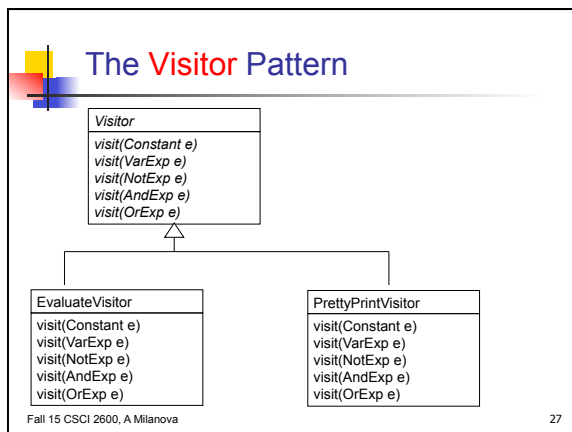 The Visitor Pattern
Visitor
visit(Constant e)
visit(VarExp e)
visit(NotExp e)
visit(AndExp e)
visit(OrExp e)
EvaluateVisitor
visit(Constant e)
visit(VarExp e)
visit(NotExp e)
visit(AndExp e)
visit(OrExp e)
PrettyPrintVisitor
visit(Constant e)
visit(VarExp e)
visit(NotExp e)
visit(AndExp e)
visit(OrExp e)
Fall 15 CSCI 2600, A Milanova
27